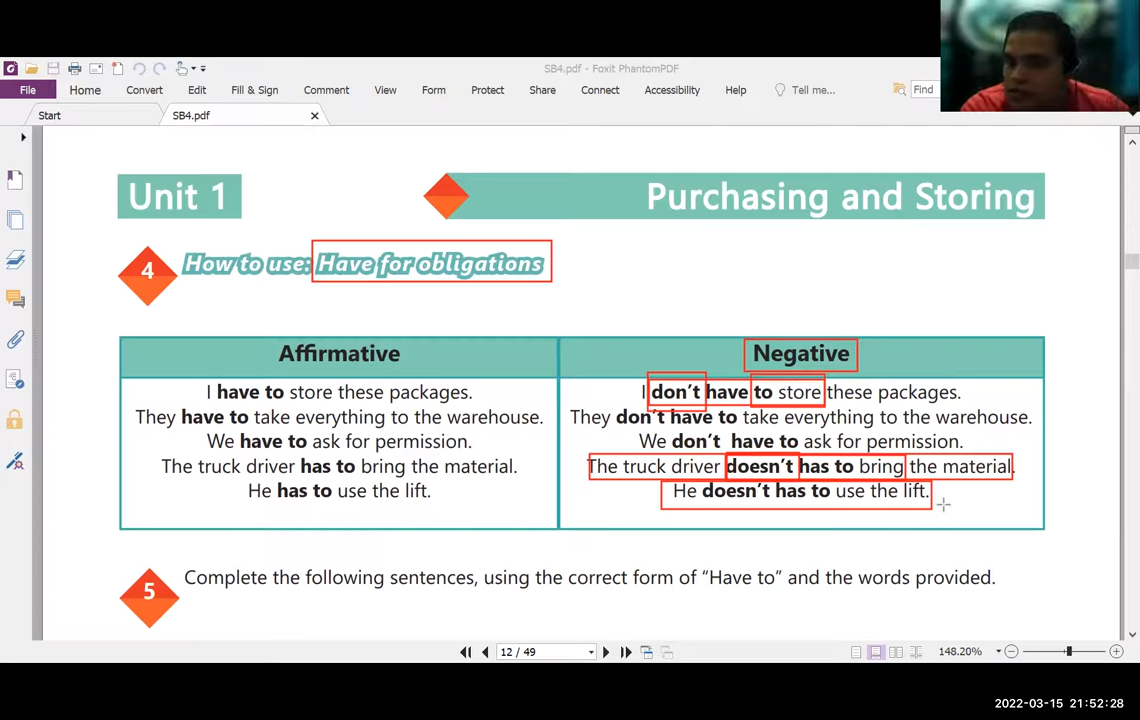 SB4.pdf - Foxit PhantomPDF
File Home Convert Edit Fill & Sign Comment View Form Protect Share Connect Accessibility Help Tell me... Find
Start SB4.pdf
Unit 1 Purchasing and Storing
4 How to use: Have for obligations
Affirmative
I have to store these packages.
They have to take everything to the warehouse.
We have to ask for permission.
The truck driver has to bring the material.
He has to use the lift.
Negative
I don't have to store these packages.
They don't have to take everything to the warehouse.
We don't have to ask for permission.
The truck driver doesn't has to bring the material.
He doesn't has to use the lift.
5 Complete the following sentences, using the correct form of “Have to” and the words provided.
12 / 49 148.20%
2022-03-15 21:52:28